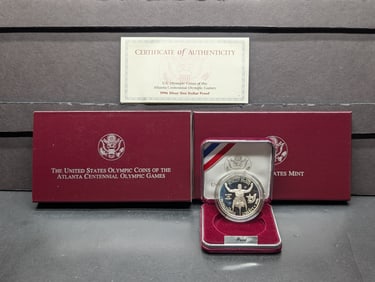 CERTIFICATE of AUTHENTICITY
U.S. Olympic Coins of the
Atlanta Centennial Olympic Games
1996 Silver One Dollar Proof
THE UNITED STATES OLYMPIC COINS OF THE
ATLANTA CENTENNIAL OLYMPIC GAMES
TES MINT